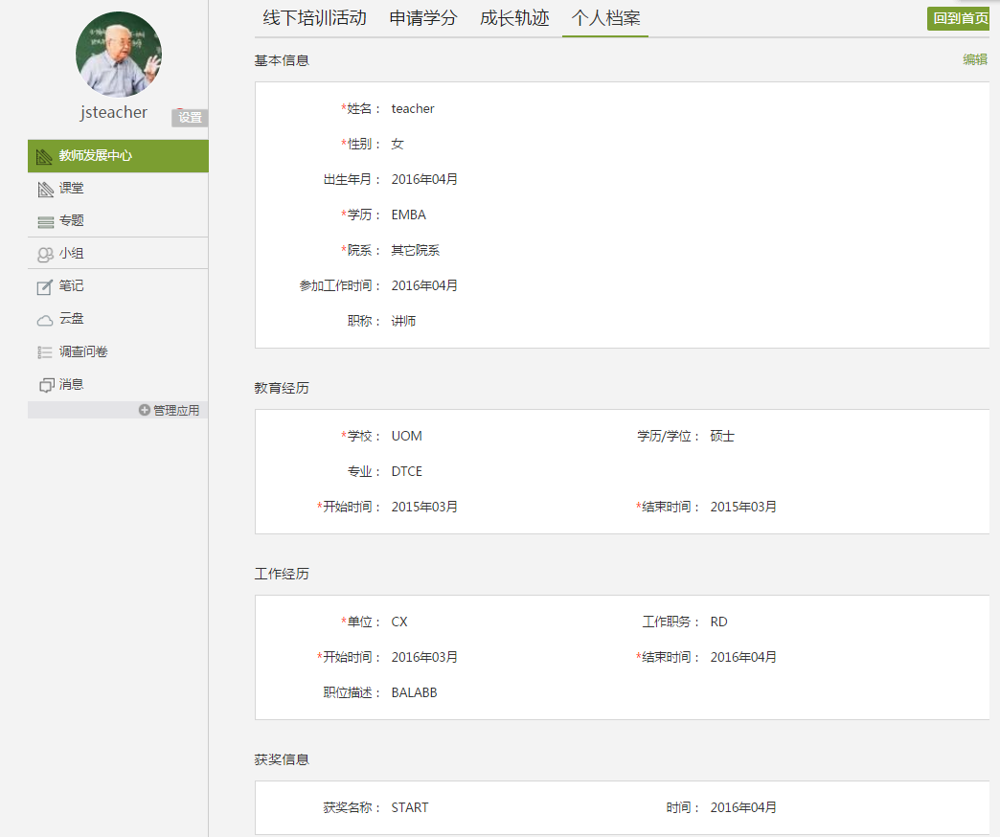 线下培训活动 申请学分 成长轨迹 个人档案 回到首页
jsteacher
设置
教师发展中心
课堂
专题
小组
笔记
云盘
调查问卷
消息
管理应用
基本信息 编辑
*姓名： teacher
*性别： 女
出生年月： 2016年04月
*学历： EMBA
*院系： 其它院系
参加工作时间： 2016年04月
职称： 讲师
教育经历
*学校： UOM 学历/学位： 硕士
专业： DTCE
*开始时间： 2015年03月 *结束时间： 2015年03月
工作经历
*单位： CX 工作职务： RD
*开始时间： 2016年03月 *结束时间： 2016年04月
职位描述： BALABB
获奖信息
获奖名称： START 时间： 2016年04月